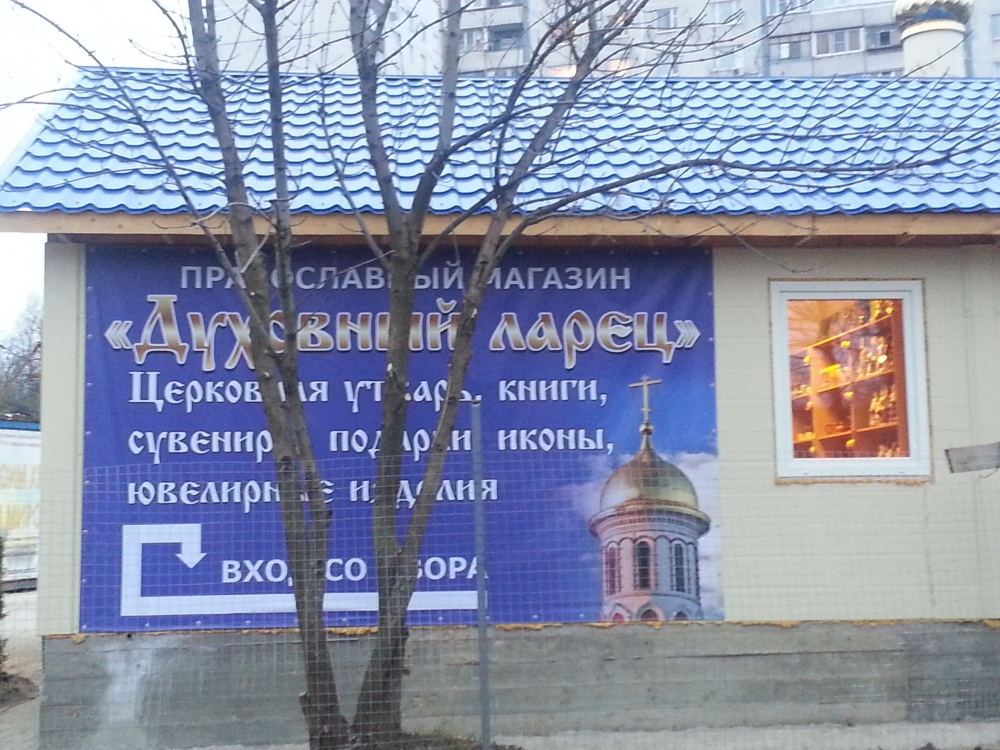 ПРАВОСЛАВНЫЙ МАГАЗИН
«Духовный ларец»
Церковная утварь, книги,
сувениры, подарки, иконы,
ювелирные изделия
ВХОД СО ДВОРА